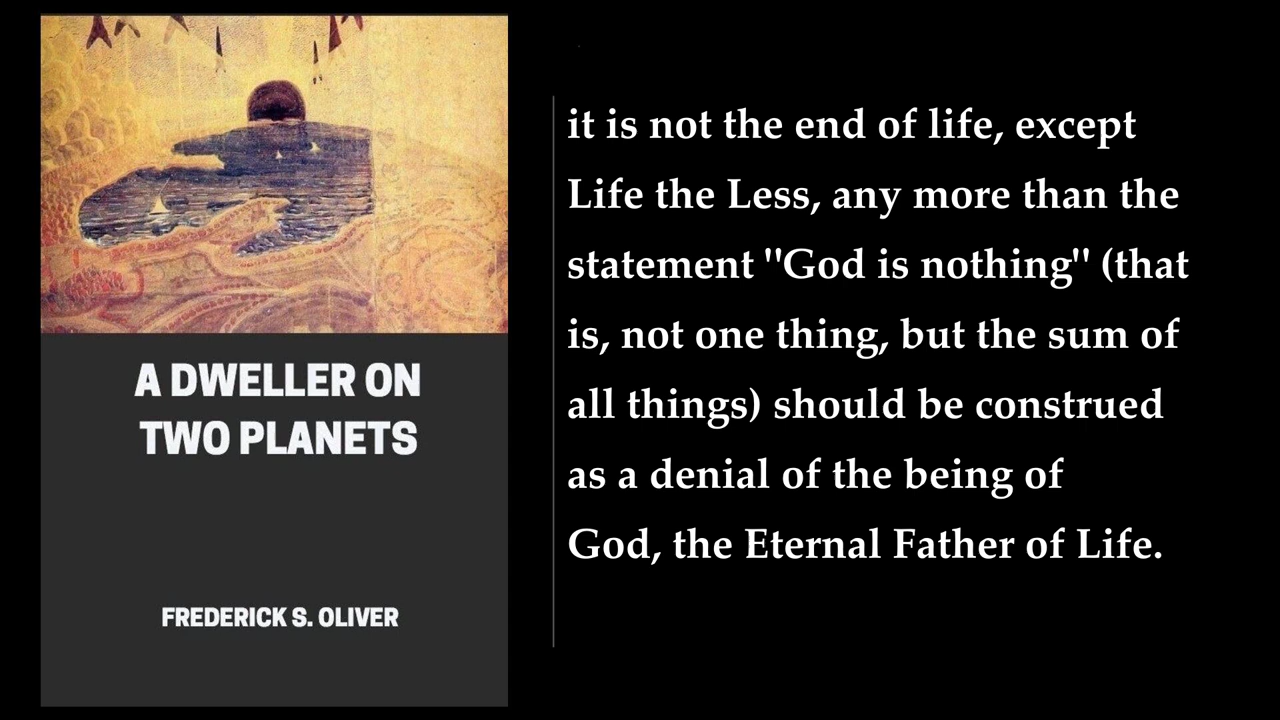 A DWELLER ON
TWO PLANETS
FREDERICK S. OLIVER
it is not the end of life, except
Life the Less, any more than the
statement "God is nothing" (that
is, not one thing, but the sum of
all things) should be construed
as a denial of the being of
God, the Eternal Father of Life.